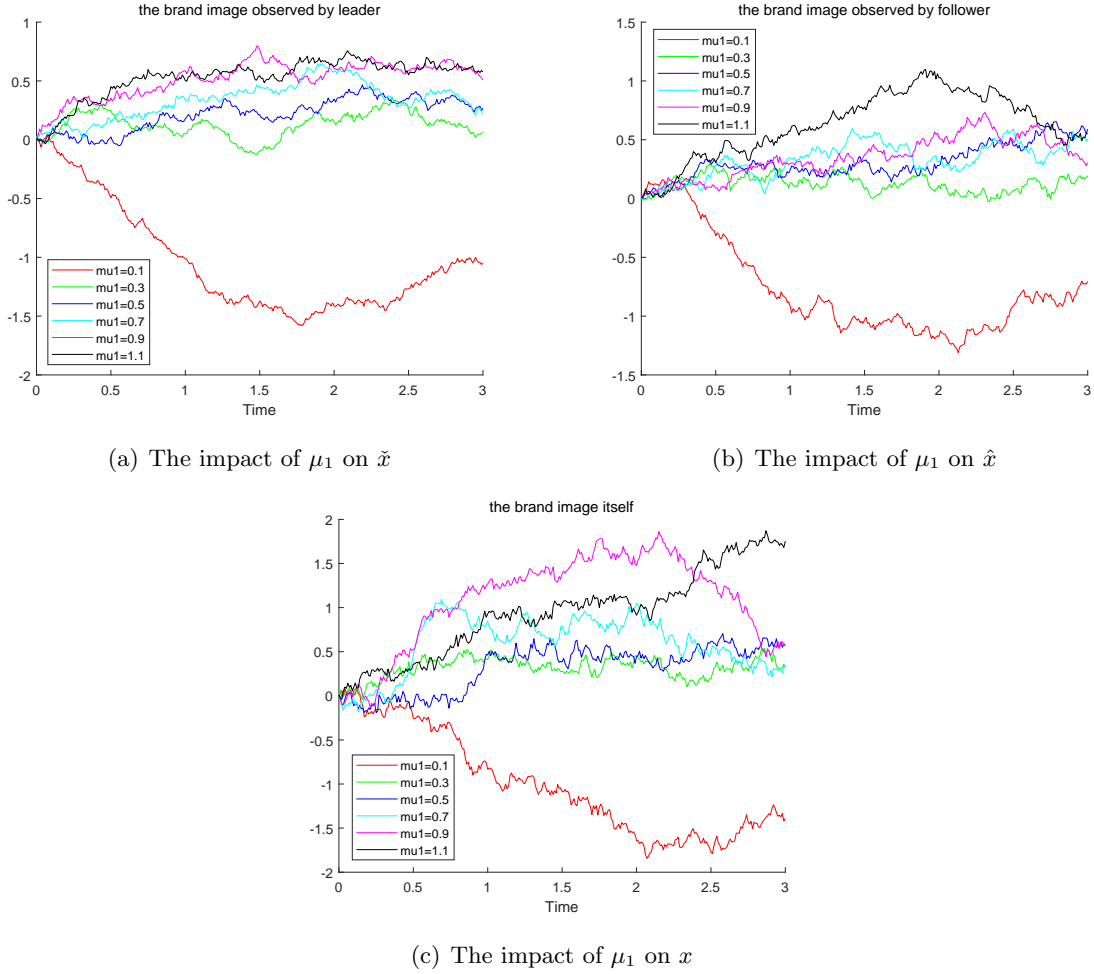 the brand image observed by leader
1
0.5
0
-0.5
-1
-1.5
-2
mu1=0.1
mu1=0.3
mu1=0.5
mu1=0.7
mu1=0.9
mu1=1.1
0 0.5 1 1.5 2 2.5 3
Time
(a) The impact of μ₁ on x̌
the brand image observed by follower
1.5
1
0.5
0
-0.5
-1
-1.5
mu1=0.1
mu1=0.3
mu1=0.5
mu1=0.7
mu1=0.9
mu1=1.1
0 0.5 1 1.5 2 2.5 3
Time
(b) The impact of μ₁ on x̂
the brand image itself
2
1.5
1
0.5
0
-0.5
-1
-1.5
-2
mu1=0.1
mu1=0.3
mu1=0.5
mu1=0.7
mu1=0.9
mu1=1.1
0 0.5 1 1.5 2 2.5 3
Time
(c) The impact of μ₁ on x